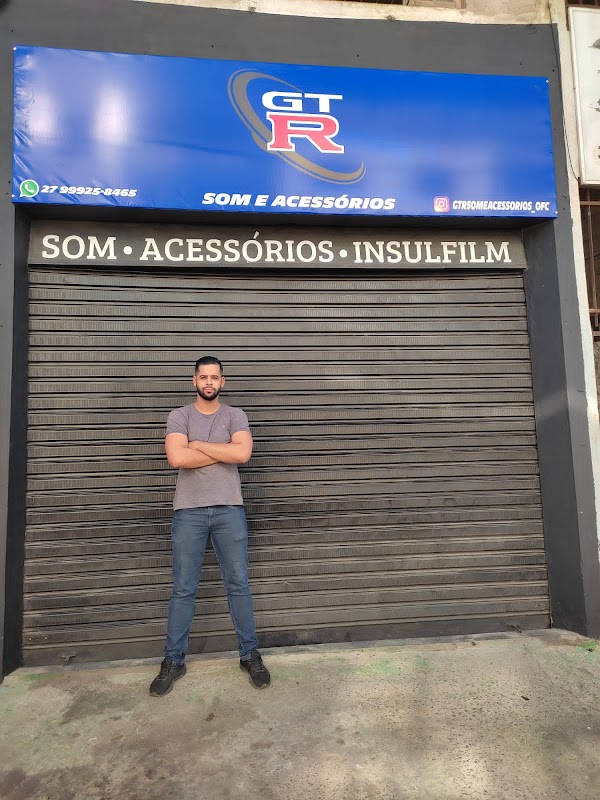 GT
R
SOM E ACESSÓRIOS
27 99925-8465
GTRSOMEACESSORIOS_OFC
SOM • ACESSÓRIOS • INSULFILM